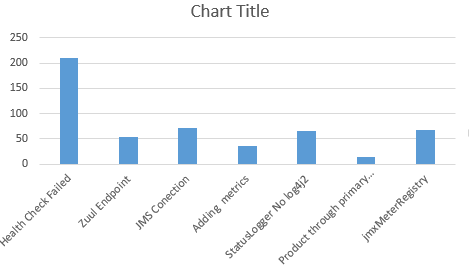 Chart Title
250
200
150
100
50
0
Health Check Failed
Zuul Endpoint
JMS Conection
Adding  metrics
StatusLogger No log4j2
Product through primary...
jmxMeterRegistry